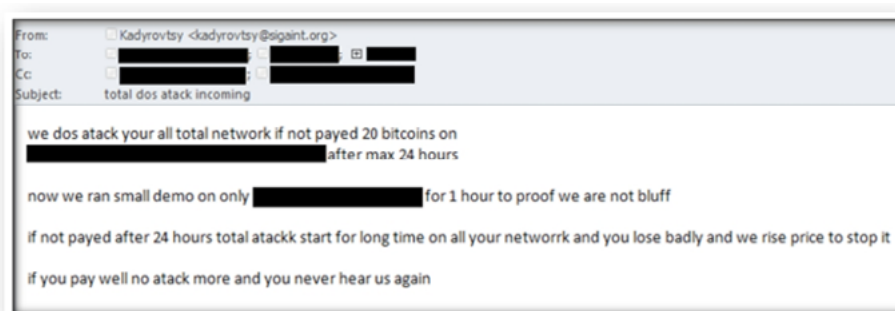 From: Kadyrovtsy <kadyrovtsy@sigaint.org>
To: ; ;
Cc: ;
Subject: total dos atack incoming
we dos atack your all total network if not payed 20 bitcoins on
after max 24 hours
now we ran small demo on only for 1 hour to proof we are not bluff
if not payed after 24 hours total atackk start for long time on all your networrk and you lose badly and we rise price to stop it
if you pay well no atack more and you never hear us again